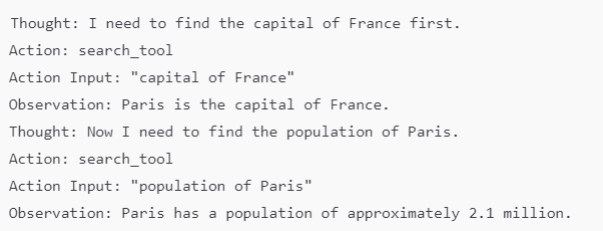 Thought: I need to find the capital of France first.
Action: search_tool
Action Input: "capital of France"
Observation: Paris is the capital of France.
Thought: Now I need to find the population of Paris.
Action: search_tool
Action Input: "population of Paris"
Observation: Paris has a population of approximately 2.1 million.